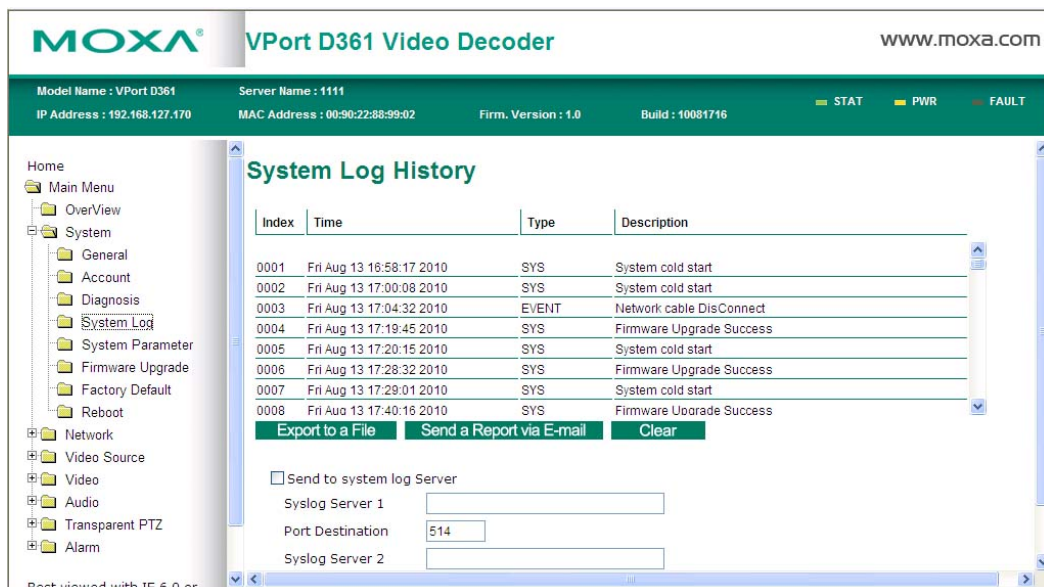 MOXA®
VPort D361 Video Decoder
www.moxa.com
Model Name : VPort D361
Server Name : 1111
IP Address : 192.168.127.170
MAC Address : 00:90:22:88:99:02
Firm. Version : 1.0
Build : 10081716
STAT
PWR
FAULT
Home
Main Menu
OverView
System
General
Account
Diagnosis
System Log
System Parameter
Firmware Upgrade
Factory Default
Reboot
Network
Video Source
Video
Audio
Transparent PTZ
Alarm
Best viewed with IE 6.0 or
System Log History
Index Time Type Description
0001 Fri Aug 13 16:58:17 2010 SYS System cold start
0002 Fri Aug 13 17:00:08 2010 SYS System cold start
0003 Fri Aug 13 17:04:32 2010 EVENT Network cable DisConnect
0004 Fri Aug 13 17:19:45 2010 SYS Firmware Upgrade Success
0005 Fri Aug 13 17:20:15 2010 SYS System cold start
0006 Fri Aug 13 17:28:32 2010 SYS Firmware Upgrade Success
0007 Fri Aug 13 17:29:01 2010 SYS System cold start
0008 Fri Aug 13 17:40:16 2010 SYS Firmware Upgrade Success
Export to a File
Send a Report via E-mail
Clear
Send to system log Server
Syslog Server 1
Port Destination 514
Syslog Server 2